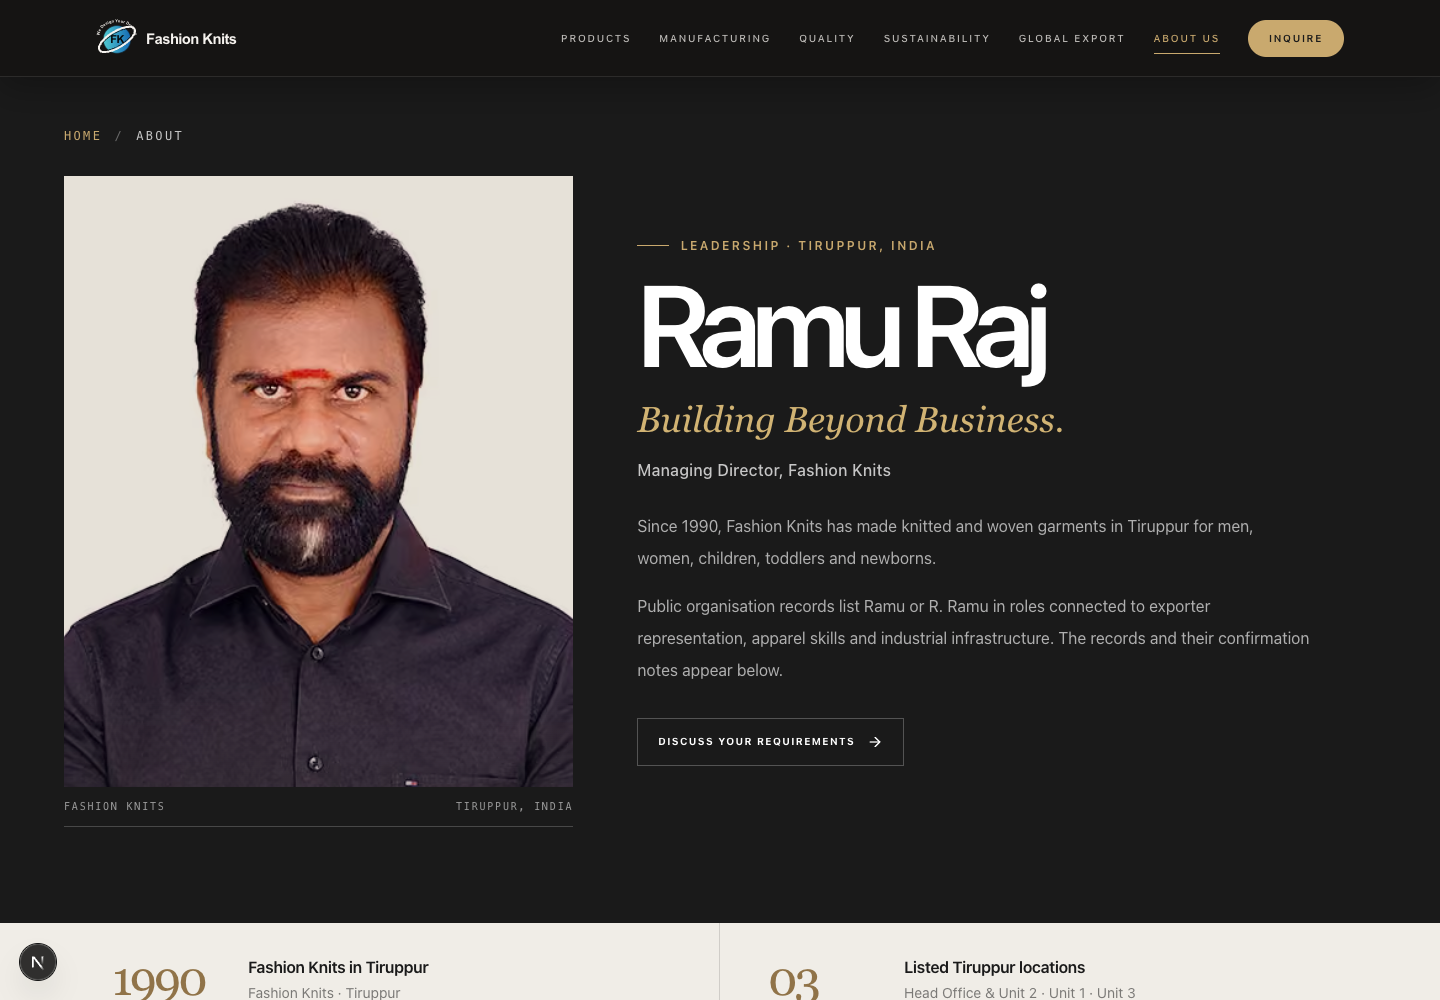 Fashion Knits
FK
PRODUCTS
MANUFACTURING
QUALITY
SUSTAINABILITY
GLOBAL EXPORT
ABOUT US
INQUIRE
HOME / ABOUT
LEADERSHIP · TIRUPPUR, INDIA
Ramu Raj
Building Beyond Business.
Managing Director, Fashion Knits
Since 1990, Fashion Knits has made knitted and woven garments in Tiruppur for men,
women, children, toddlers and newborns.
Public organisation records list Ramu or R. Ramu in roles connected to exporter
representation, apparel skills and industrial infrastructure. The records and their confirmation
notes appear below.
DISCUSS YOUR REQUIREMENTS
FASHION KNITS
TIRUPPUR, INDIA
1990
Fashion Knits in Tiruppur
Fashion Knits · Tiruppur
03
Listed Tiruppur locations
Head Office & Unit 2 · Unit 1 · Unit 3
N